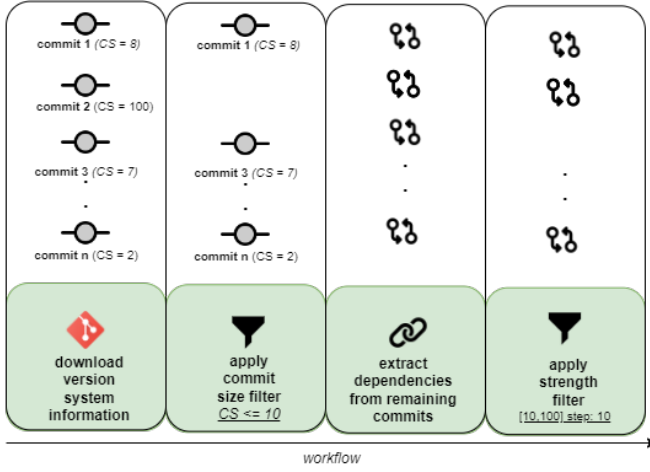 commit 1 (CS = 8)
commit 2 (CS = 100)
commit 3 (CS = 7)
commit n (CS = 2)
download
version
system
information
commit 1 (CS = 8)
commit 3 (CS = 7)
commit n (CS = 2)
apply
commit
size filter
CS <= 10
extract
dependencies
from remaining
commits
apply
strength
filter
[10,100] step: 10
workflow